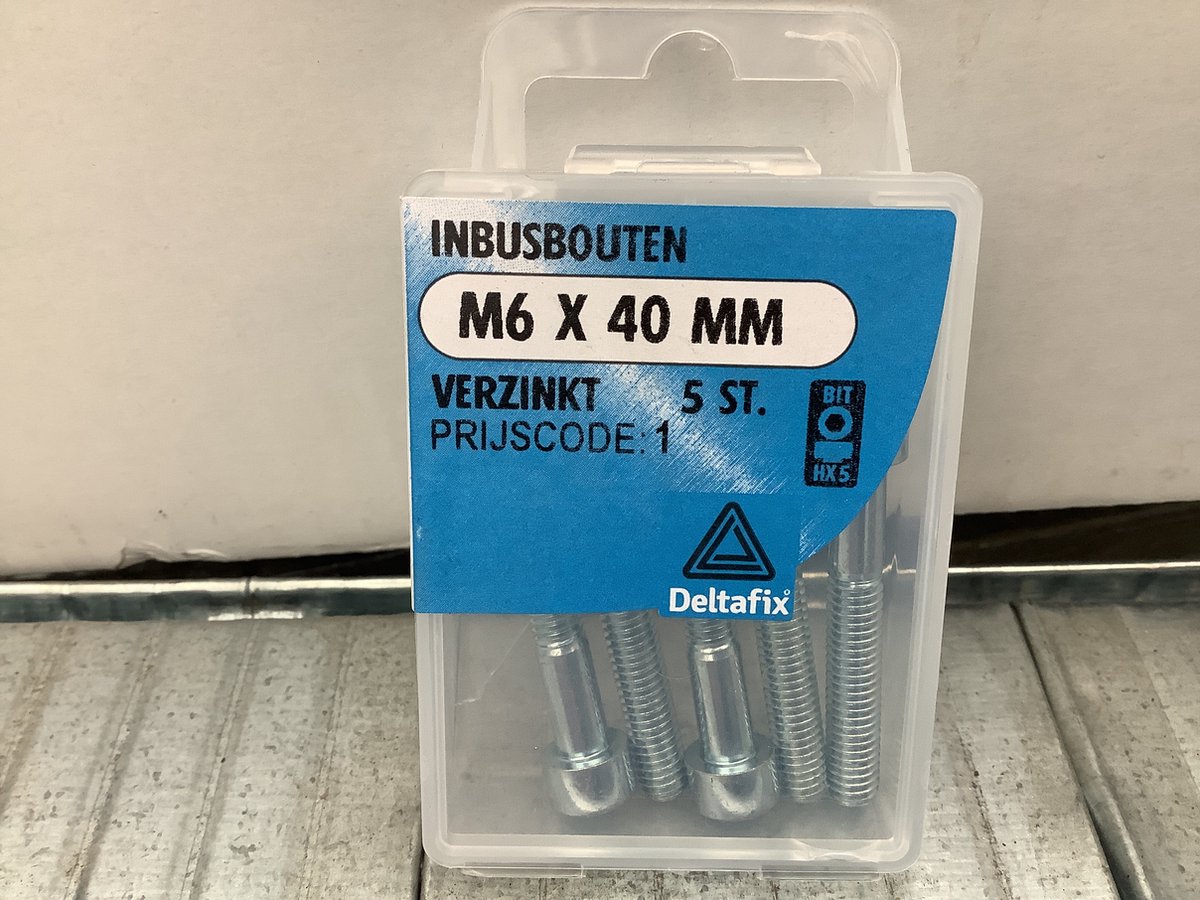 INBUSBOUTEN
M6 X 40 MM
VERZINKT 5 ST.
PRIJSCODE: 1
BIT
HX5
Deltafix